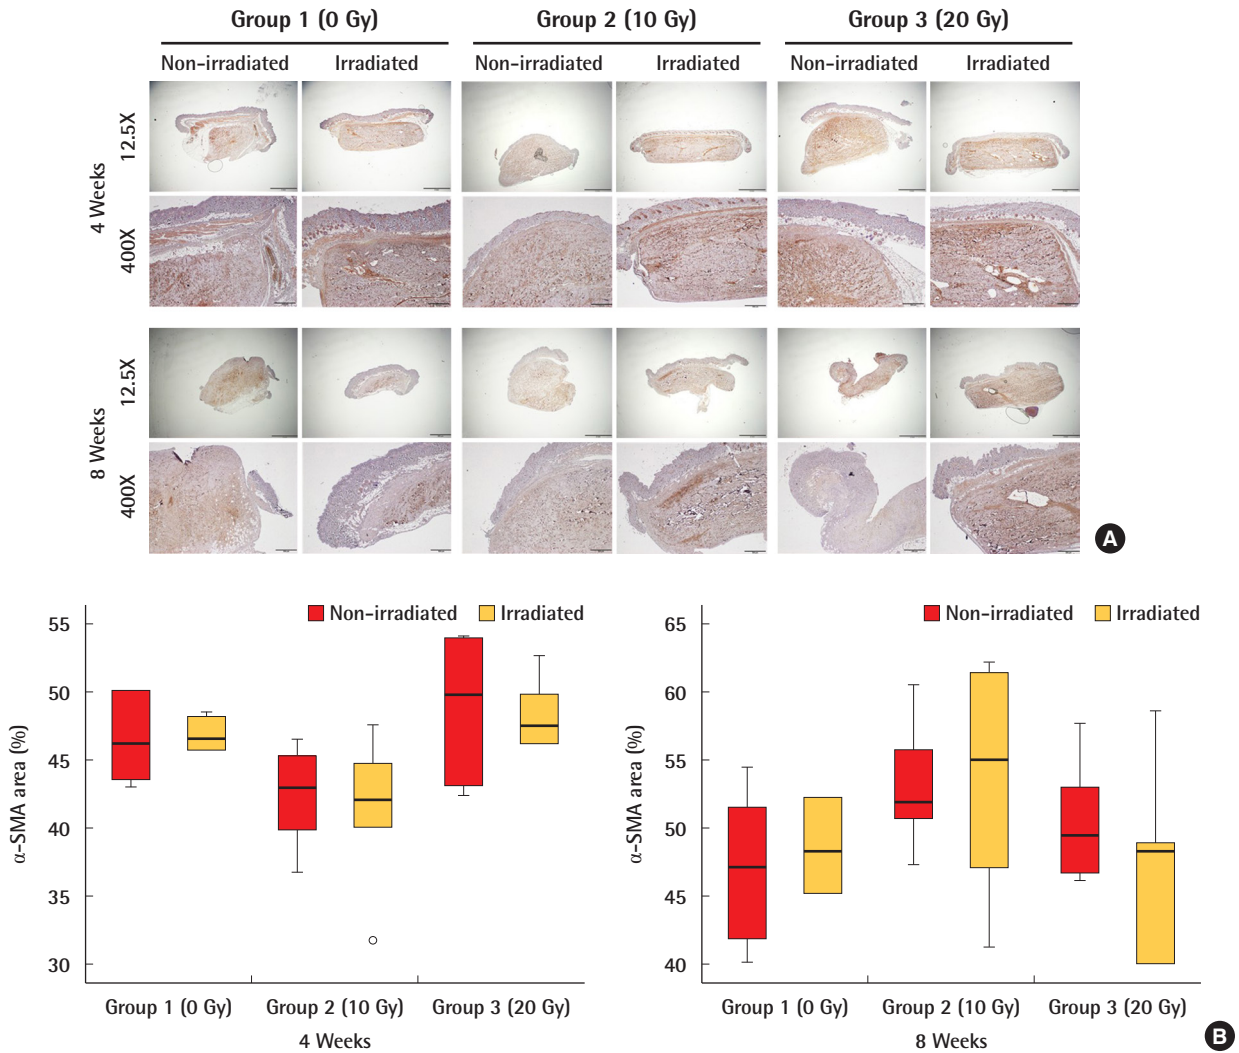 Group 1 (0 Gy) Group 2 (10 Gy) Group 3 (20 Gy)
Non-irradiated Irradiated Non-irradiated Irradiated Non-irradiated Irradiated
4 Weeks
12.5X
400X
8 Weeks
12.5X
400X
A
Non-irradiated Irradiated
α-SMA area (%)
55
50
45
40
35
30
Group 1 (0 Gy) Group 2 (10 Gy) Group 3 (20 Gy)
4 Weeks
Non-irradiated Irradiated
α-SMA area (%)
65
60
55
50
45
40
Group 1 (0 Gy) Group 2 (10 Gy) Group 3 (20 Gy)
8 Weeks
B